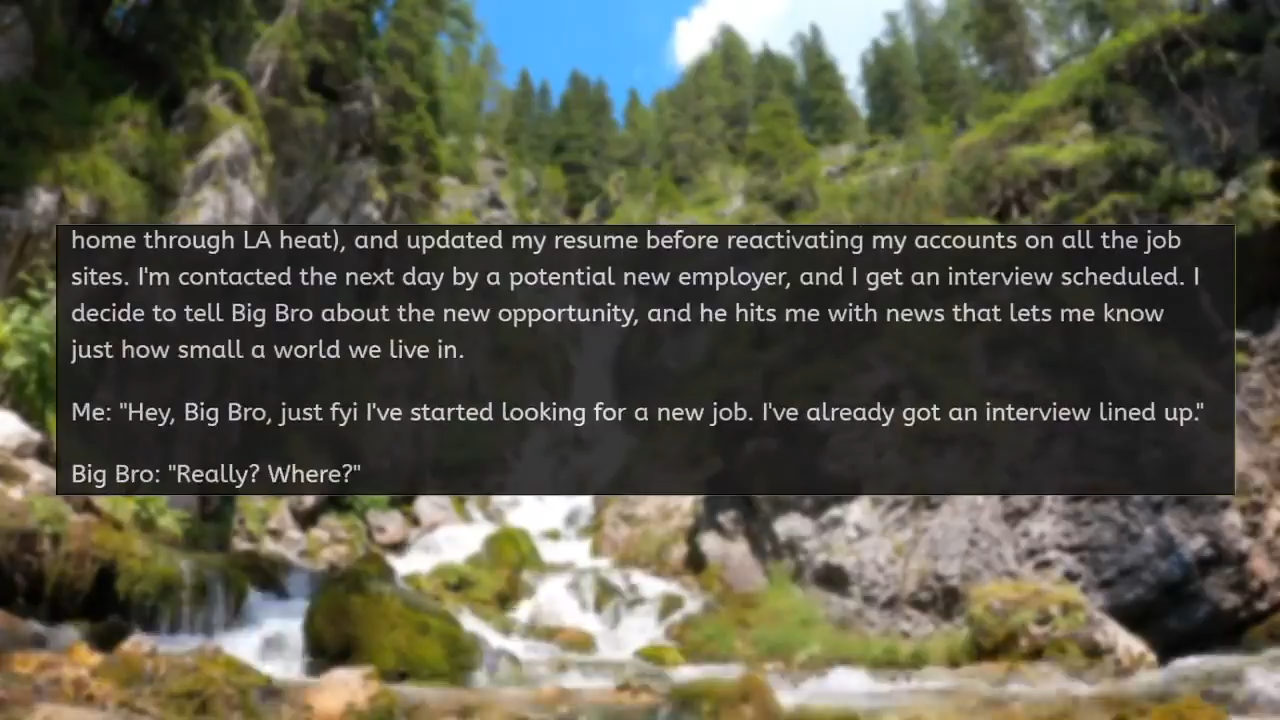 home through LA heat), and updated my resume before reactivating my accounts on all the job
sites. I'm contacted the next day by a potential new employer, and I get an interview scheduled. I
decide to tell Big Bro about the new opportunity, and he hits me with news that lets me know
just how small a world we live in.
Me: "Hey, Big Bro, just fyi I've started looking for a new job. I've already got an interview lined up."
Big Bro: "Really? Where?"